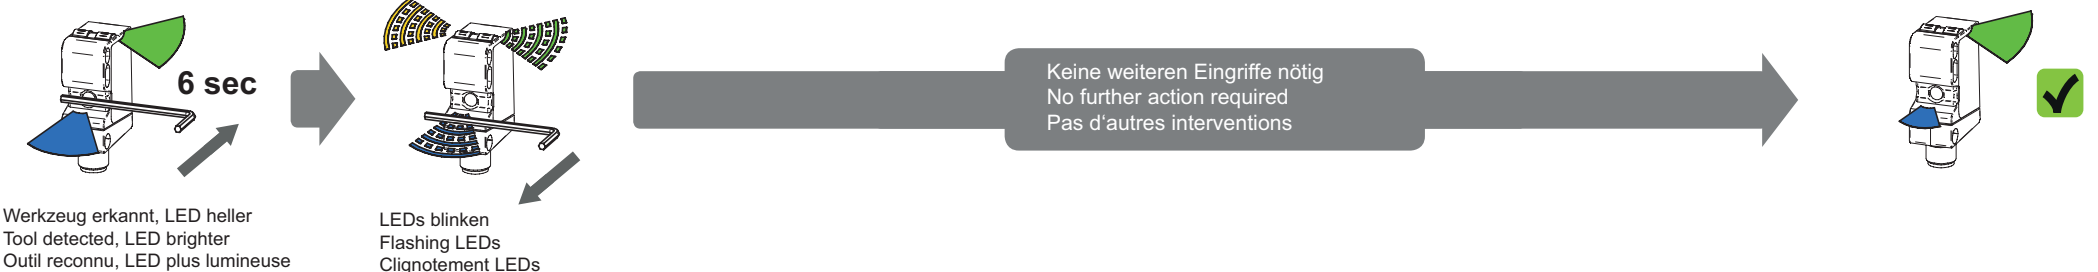 6 sec
Werkzeug erkannt, LED heller
Tool detected, LED brighter
Outil reconnu, LED plus lumineuse
LEDs blinken
Flashing LEDs
Clignotement LEDs
Keine weiteren Eingriffe nötig
No further action required
Pas d‘autres interventions